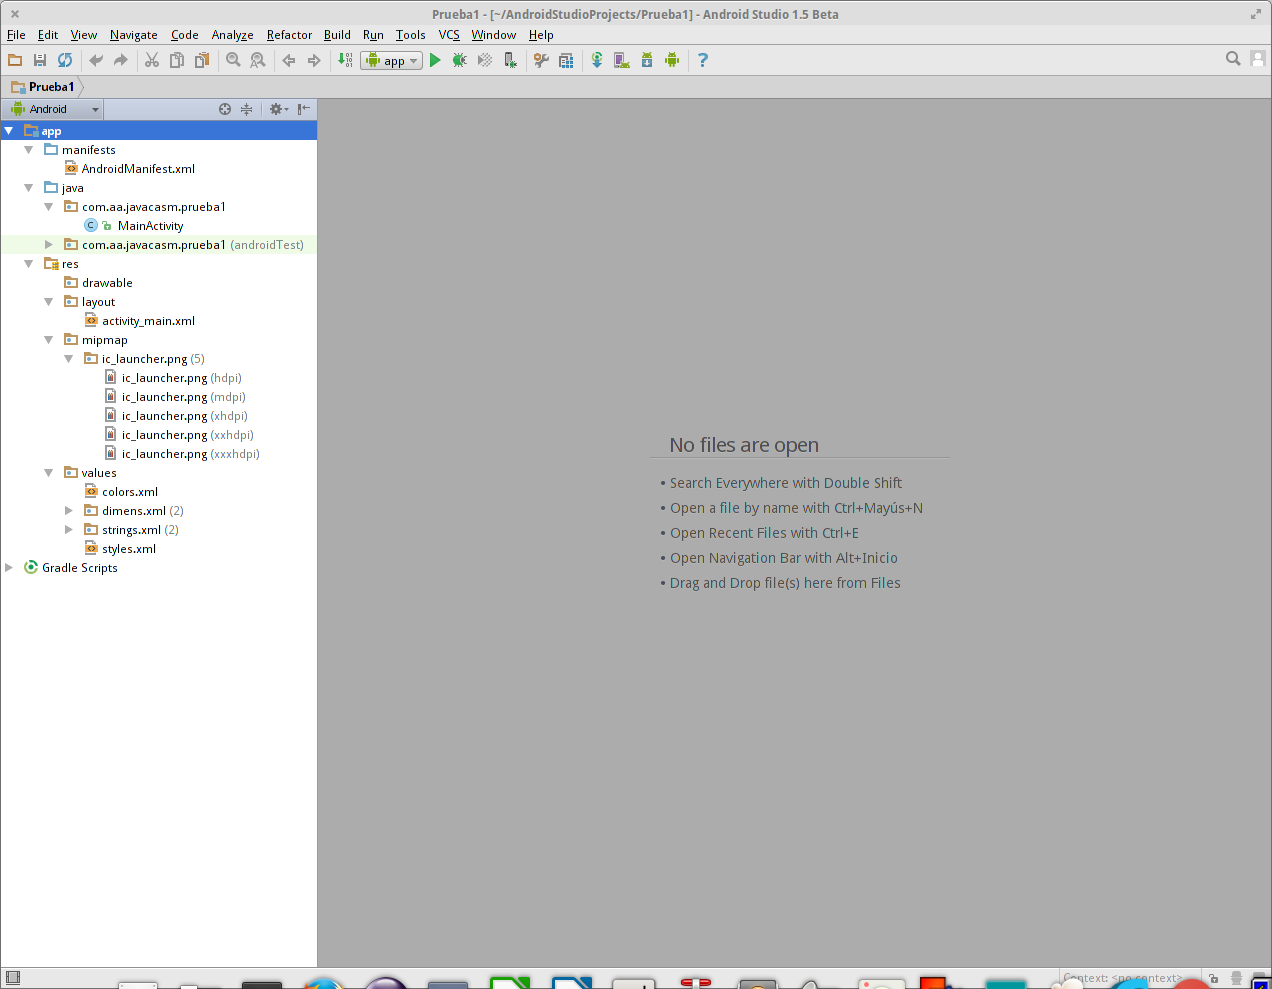 Prueba1 - [~/AndroidStudioProjects/Prueba1] - Android Studio 1.5 Beta
File Edit View Navigate Code Analyze Refactor Build Run Tools VCS Window Help
app
Prueba1
Android
app
manifests
AndroidManifest.xml
java
com.aa.javacasm.prueba1
MainActivity
com.aa.javacasm.prueba1 (androidTest)
res
drawable
layout
activity_main.xml
mipmap
ic_launcher.png (5)
ic_launcher.png (hdpi)
ic_launcher.png (mdpi)
ic_launcher.png (xhdpi)
ic_launcher.png (xxhdpi)
ic_launcher.png (xxxhdpi)
values
colors.xml
dimens.xml (2)
strings.xml (2)
styles.xml
Gradle Scripts
No files are open
• Search Everywhere with Double Shift
• Open a file by name with Ctrl+Mayús+N
• Open Recent Files with Ctrl+E
• Open Navigation Bar with Alt+Inicio
• Drag and Drop file(s) here from Files
Context: <no context>